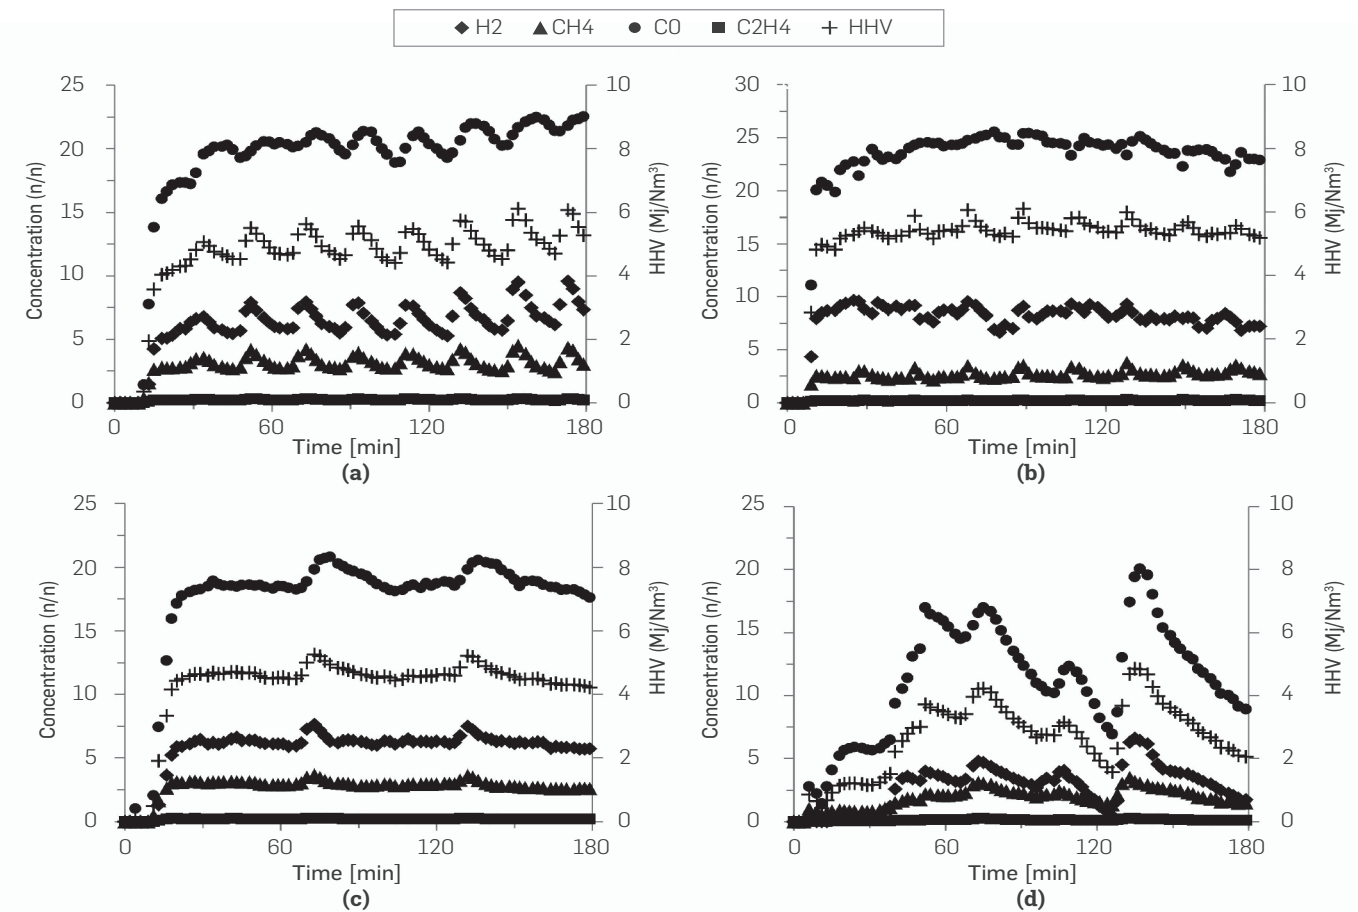 H2 CH4 CO C2H4 HHV
25 20 15 10 5 0
Concentration (n/n)
10 8 6 4 2 0
HHV (Mj/Nm³)
0 60 120 180
Time [min]
(a)
30 25 20 15 10 5 0
Concentration (n/n)
10 8 6 4 2 0
HHV (Mj/Nm³)
0 60 120 180
Time [min]
(b)
25 20 15 10 5 0
Concentration (n/n)
10 8 6 4 2 0
HHV (Mj/Nm³)
0 60 120 180
Time [min]
(c)
25 20 15 10 5 0
Concentration (n/n)
10 8 6 4 2 0
HHV (Mj/Nm³)
0 60 120 180
Time [min]
(d)